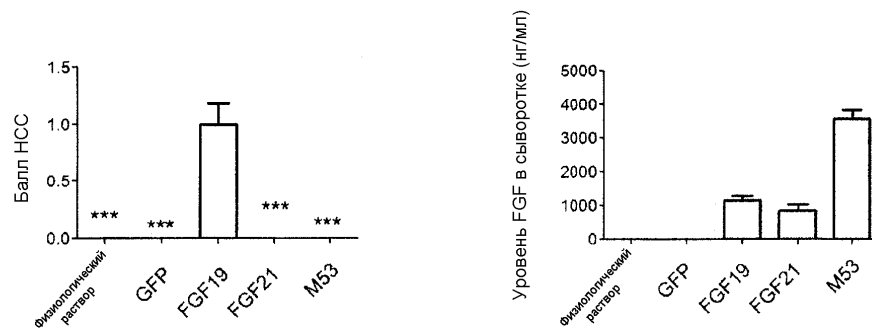 Балл HCC
1.5
1.0
0.5
0.0
***
***
***
***
Физиологический
раствор
GFP
FGF19
FGF21
M53
Уровень FGF в сыворотке (нг/мл)
5000
4000
3000
2000
1000
0
Физиологический
раствор
GFP
FGF19
FGF21
M53